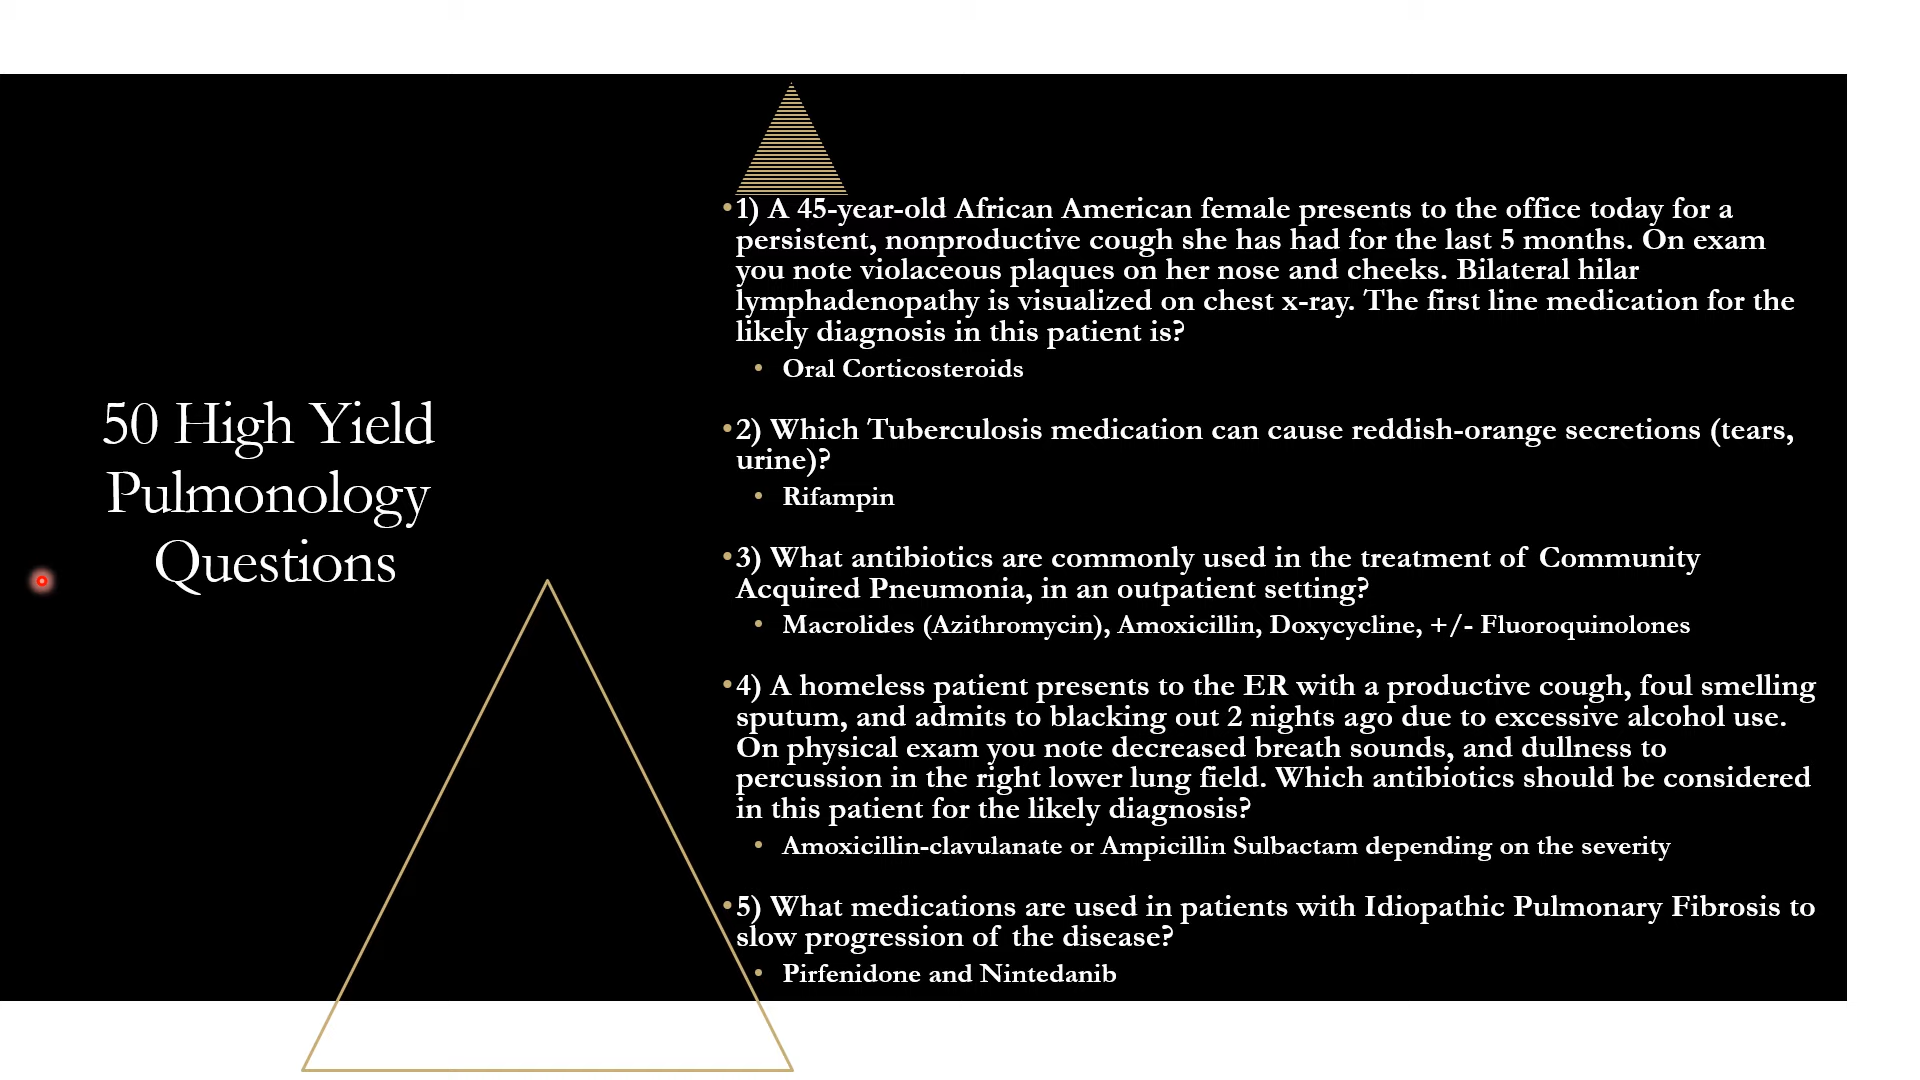 50 High Yield
Pulmonology
Questions
•1) A 45-year-old African American female presents to the office today for a
persistent, nonproductive cough she has had for the last 5 months. On exam
you note violaceous plaques on her nose and cheeks. Bilateral hilar
lymphadenopathy is visualized on chest x-ray. The first line medication for the
likely diagnosis in this patient is?
• Oral Corticosteroids
•2) Which Tuberculosis medication can cause reddish-orange secretions (tears,
urine)?
• Rifampin
•3) What antibiotics are commonly used in the treatment of Community
Acquired Pneumonia, in an outpatient setting?
• Macrolides (Azithromycin), Amoxicillin, Doxycycline, +/- Fluoroquinolones
•4) A homeless patient presents to the ER with a productive cough, foul smelling
sputum, and admits to blacking out 2 nights ago due to excessive alcohol use.
On physical exam you note decreased breath sounds, and dullness to
percussion in the right lower lung field. Which antibiotics should be considered
in this patient for the likely diagnosis?
• Amoxicillin-clavulanate or Ampicillin Sulbactam depending on the severity
•5) What medications are used in patients with Idiopathic Pulmonary Fibrosis to
slow progression of the disease?
• Pirfenidone and Nintedanib